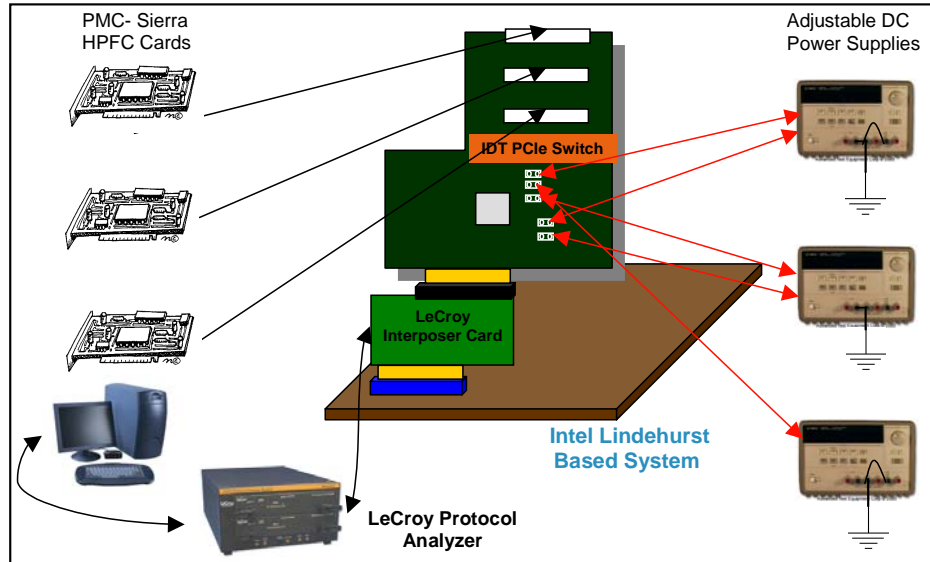 PMC- Sierra
HPFC Cards
Adjustable DC
Power Supplies
IDT PCIe Switch
LeCroy
Interposer Card
Intel Lindehurst
Based System
LeCroy Protocol
Analyzer